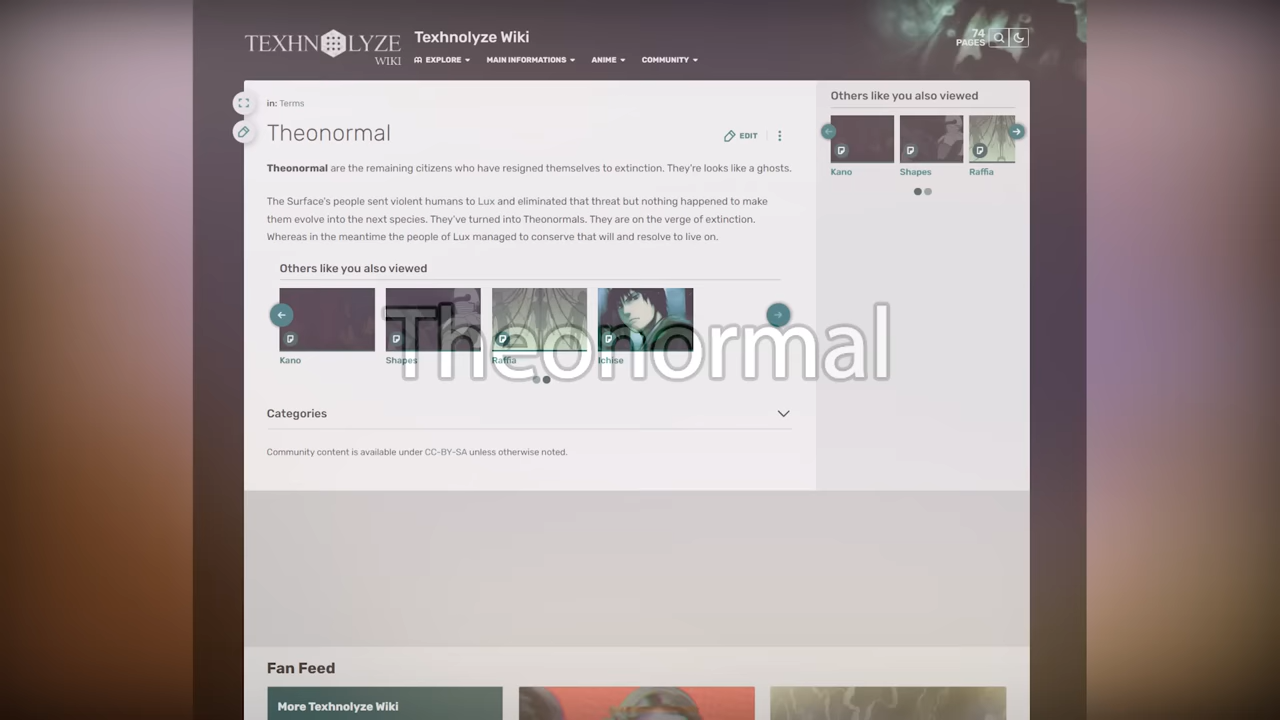 TEXHNOLYZE
WIKI
Texhnolyze Wiki
EXPLORE
MAIN INFORMATIONS
ANIME
COMMUNITY
74
PAGES
in: Terms
Theonormal
EDIT
Theonormal are the remaining citizens who have resigned themselves to extinction. They're looks like a ghosts.
The Surface's people sent violent humans to Lux and eliminated that threat but nothing happened to make
them evolve into the next species. They've turned into Theonormals. They are on the verge of extinction.
Whereas in the meantime the people of Lux managed to conserve that will and resolve to live on.
Others like you also viewed
Kano
Shapes
Raffia
Ichise
Theonormal
Categories
Community content is available under CC-BY-SA unless otherwise noted.
Others like you also viewed
Kano
Shapes
Raffia
Fan Feed
More Texhnolyze Wiki